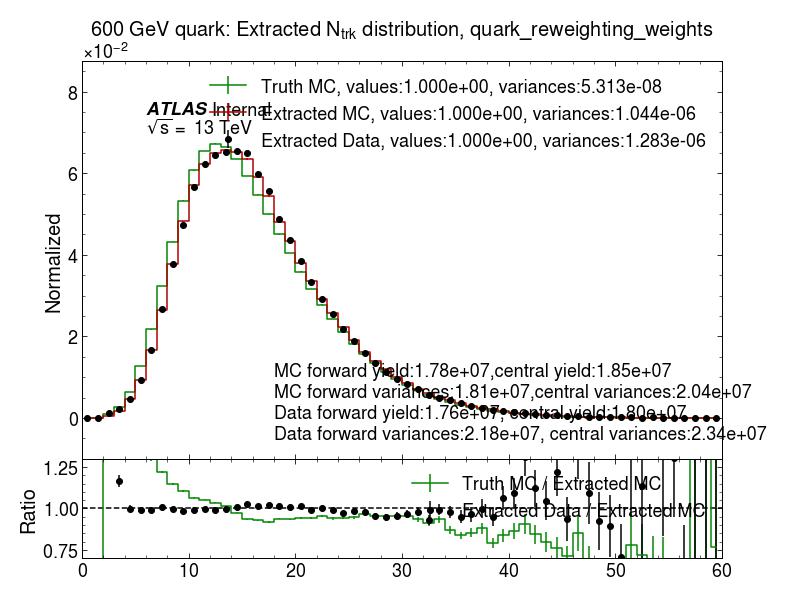 600 GeV quark: Extracted N_trk distribution, quark_reweighting_weights
×10⁻²
Truth MC, values:1.000e+00, variances:5.313e-08
ATLAS Internal
Extracted MC, values:1.000e+00, variances:1.044e-06
√s = 13 TeV
Extracted Data, values:1.000e+00, variances:1.283e-06
8
6
4
2
0
Normalized
MC forward yield:1.78e+07,central yield:1.85e+07
MC forward variances:1.81e+07,central variances:2.04e+07
Data forward yield:1.76e+07, central yield:1.80e+07
Data forward variances:2.18e+07, central variances:2.34e+07
1.25
1.00
0.75
Ratio
Truth MC / Extracted MC
Extracted Data / Extracted MC
0 10 20 30 40 50 60